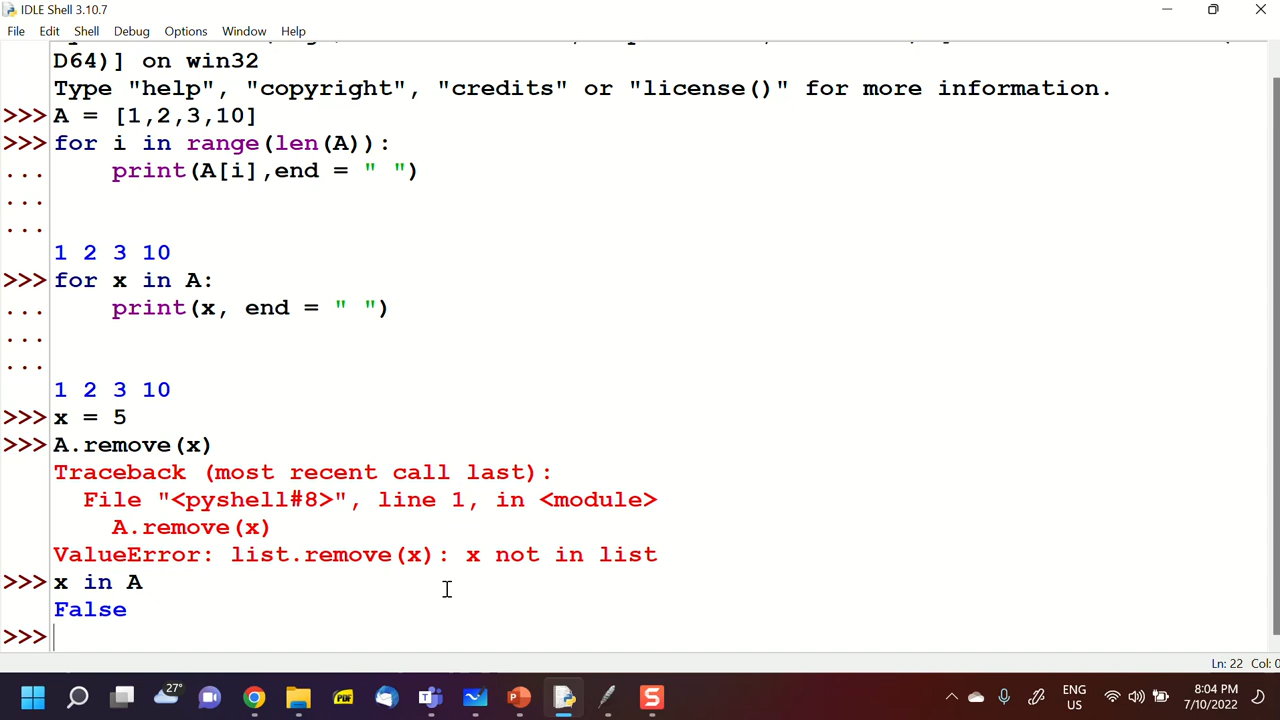 IDLE Shell 3.10.7
File Edit Shell Debug Options Window Help
D64)] on win32
Type "help", "copyright", "credits" or "license()" for more information.
>>> A = [1,2,3,10]
>>> for i in range(len(A)):
... print(A[i],end = " ")
...
...
1 2 3 10
>>> for x in A:
... print(x, end = " ")
...
...
1 2 3 10
>>> x = 5
>>> A.remove(x)
Traceback (most recent call last):
File "<pyshell#8>", line 1, in <module>
A.remove(x)
ValueError: list.remove(x): x not in list
>>> x in A
False
>>>
Ln: 22 Col: 0
27°
PDF
ENG
US
8:04 PM
7/10/2022